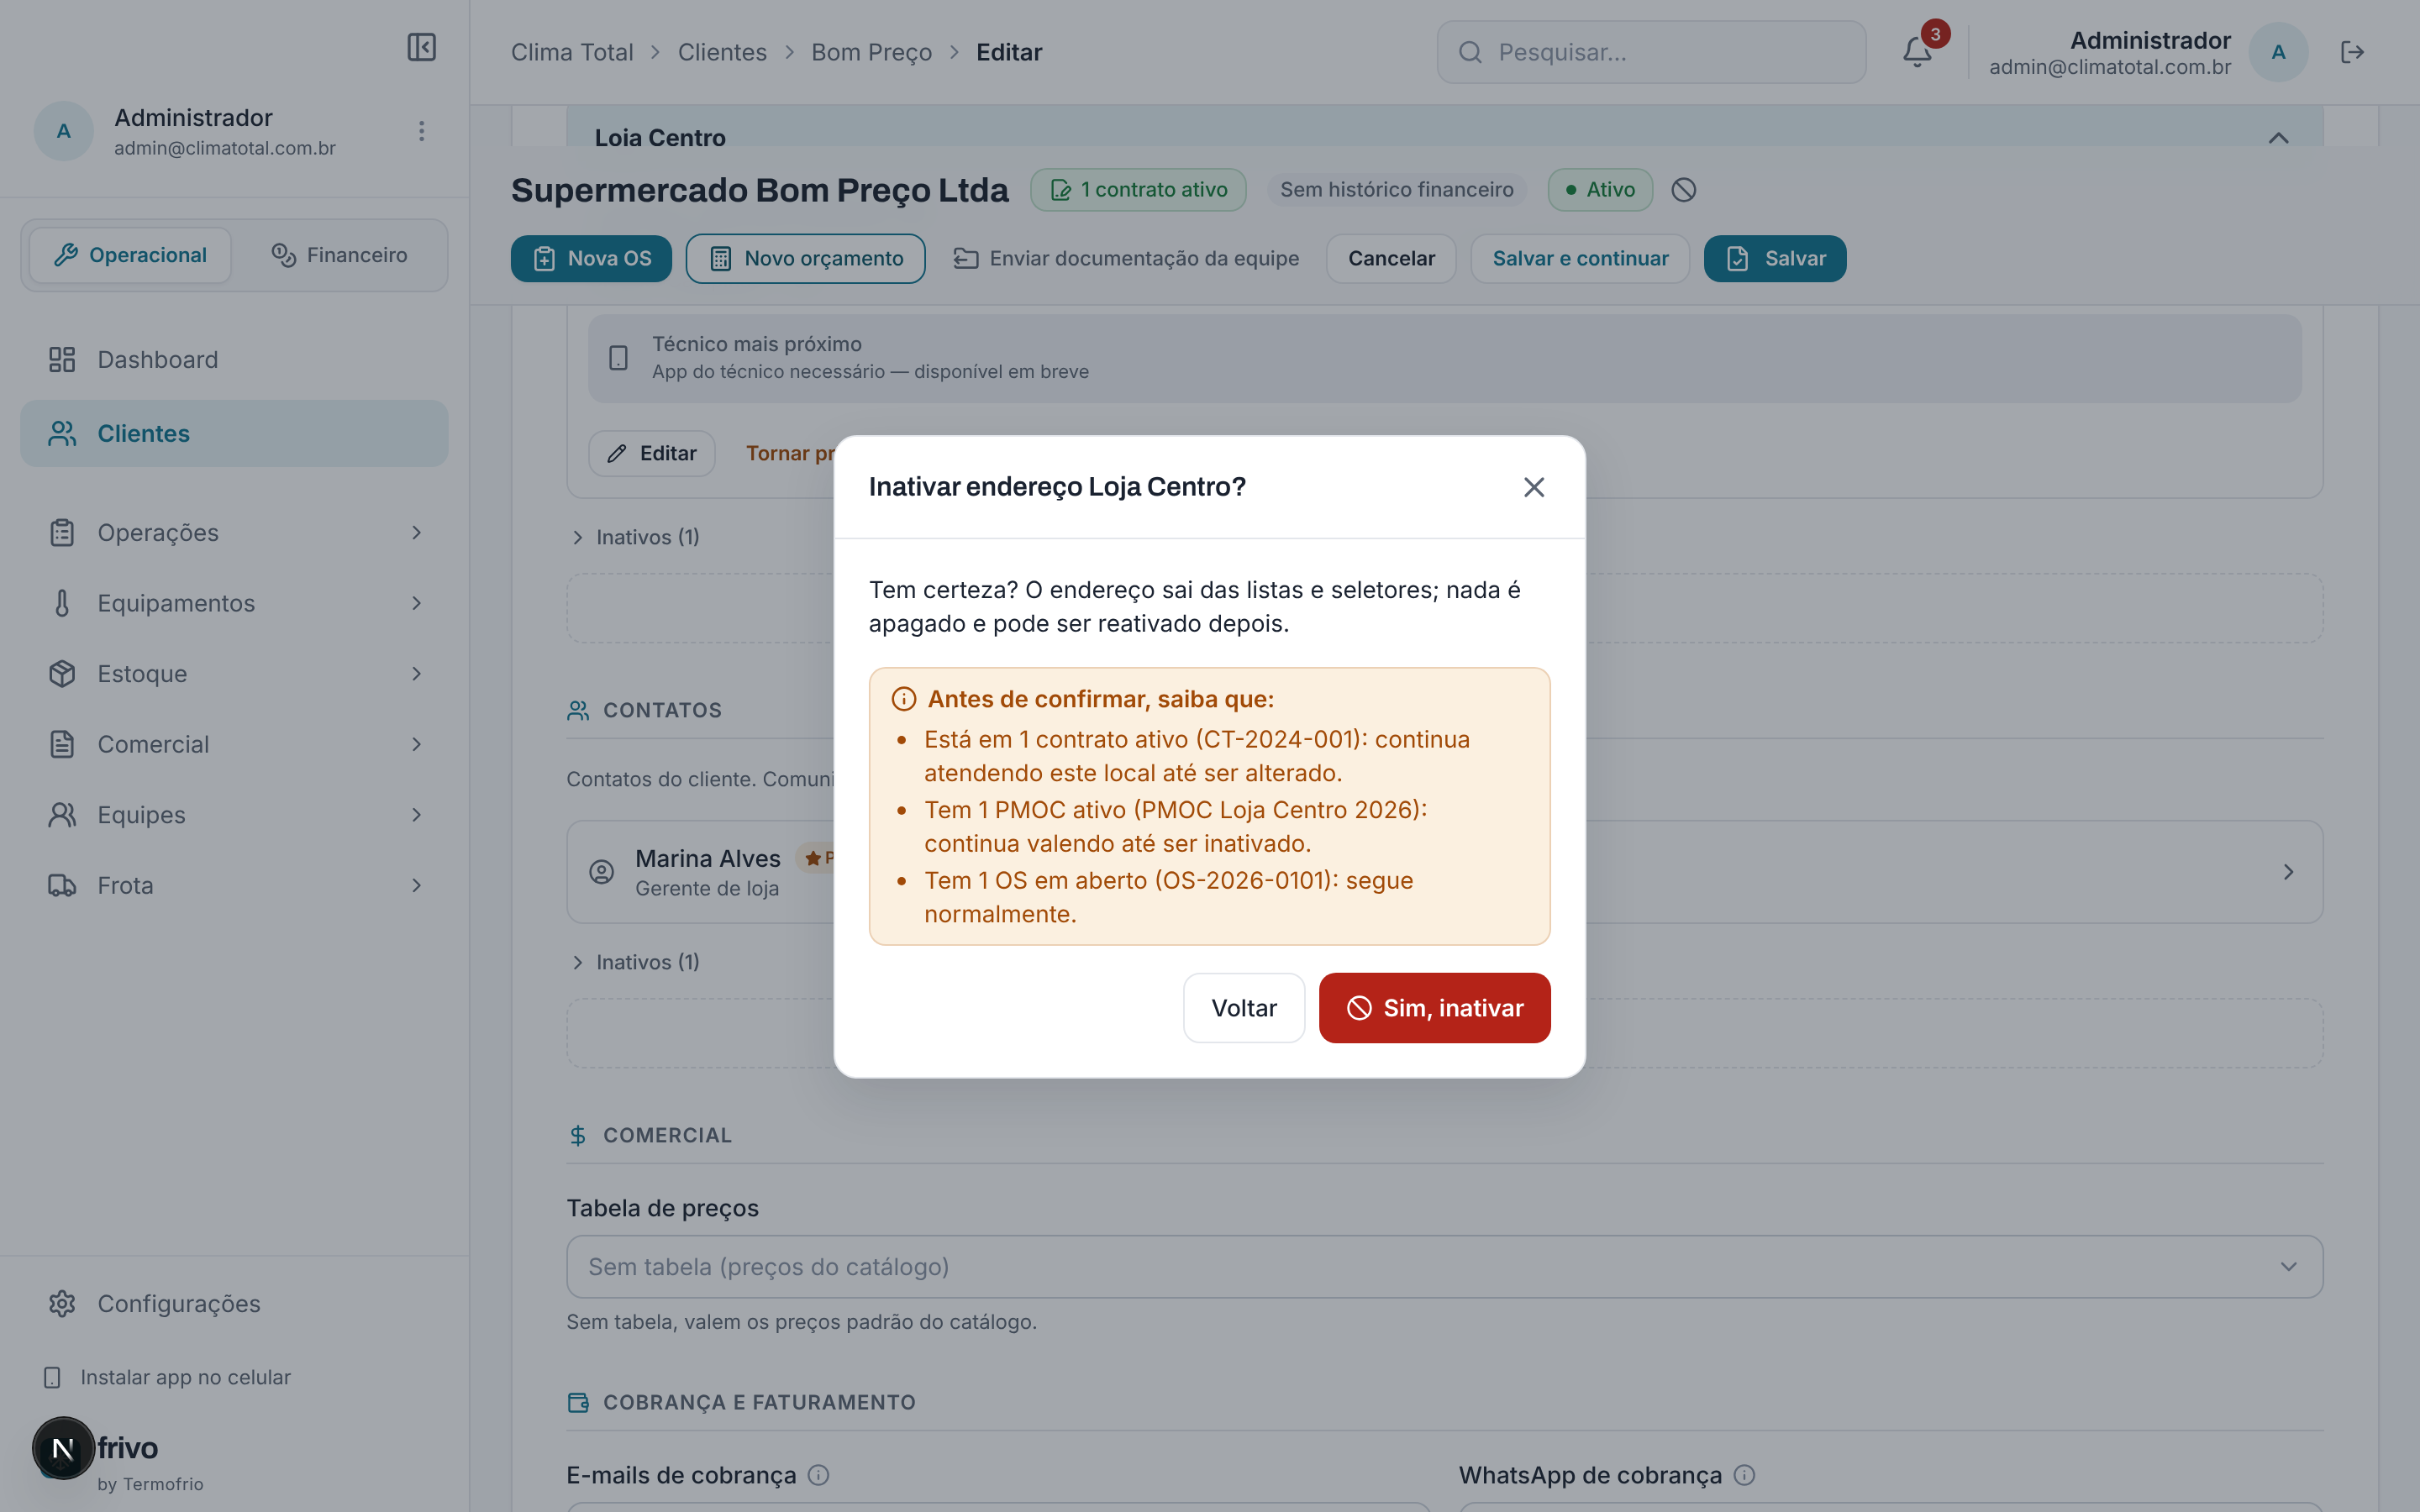 Clima Total > Clientes > Bom Preço > Editar
Pesquisar...
3
Administrador
admin@climatotal.com.br
A
A
Administrador
admin@climatotal.com.br
Operacional
Financeiro
Dashboard
Clientes
Operações
Equipamentos
Estoque
Comercial
Equipes
Frota
Configurações
Instalar app no celular
N
frivo
by Termofrio
Loja Centro
Supermercado Bom Preço Ltda
1 contrato ativo
Sem histórico financeiro
Ativo
Nova OS
Novo orçamento
Enviar documentação da equipe
Cancelar
Salvar e continuar
Salvar
Técnico mais próximo
App do técnico necessário — disponível em breve
Editar
Tornar pr
Inativos (1)
CONTATOS
Contatos do cliente. Comuni
Marina Alves
P
Gerente de loja
Inativos (1)
COMERCIAL
Tabela de preços
Sem tabela (preços do catálogo)
Sem tabela, valem os preços padrão do catálogo.
COBRANÇA E FATURAMENTO
E-mails de cobrança
WhatsApp de cobrança
Inativar endereço Loja Centro?
Tem certeza? O endereço sai das listas e seletores; nada é
apagado e pode ser reativado depois.
Antes de confirmar, saiba que:
• Está em 1 contrato ativo (CT-2024-001): continua
atendendo este local até ser alterado.
• Tem 1 PMOC ativo (PMOC Loja Centro 2026):
continua valendo até ser inativado.
• Tem 1 OS em aberto (OS-2026-0101): segue
normalmente.
Voltar
Sim, inativar